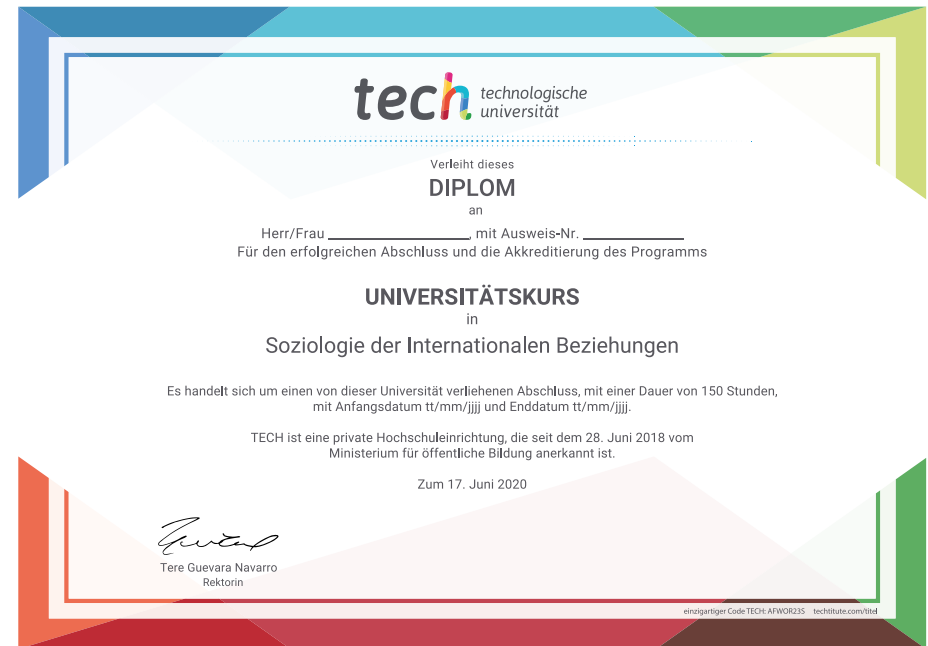 tech technologische
universität
Verleiht dieses
DIPLOM
an
Herr/Frau ____________________, mit Ausweis-Nr. ______________
Für den erfolgreichen Abschluss und die Akkreditierung des Programms
UNIVERSITÄTSKURS
in
Soziologie der Internationalen Beziehungen
Es handelt sich um einen von dieser Universität verliehenen Abschluss, mit einer Dauer von 150 Stunden,
mit Anfangsdatum tt/mm/jjjj und Enddatum tt/mm/jjjj.
TECH ist eine private Hochschuleinrichtung, die seit dem 28. Juni 2018 vom
Ministerium für öffentliche Bildung anerkannt ist.
Zum 17. Juni 2020
Tere Guevara Navarro
Rektorin
einzigartiger Code TECH: AFWOR23S techtitute.com/titel